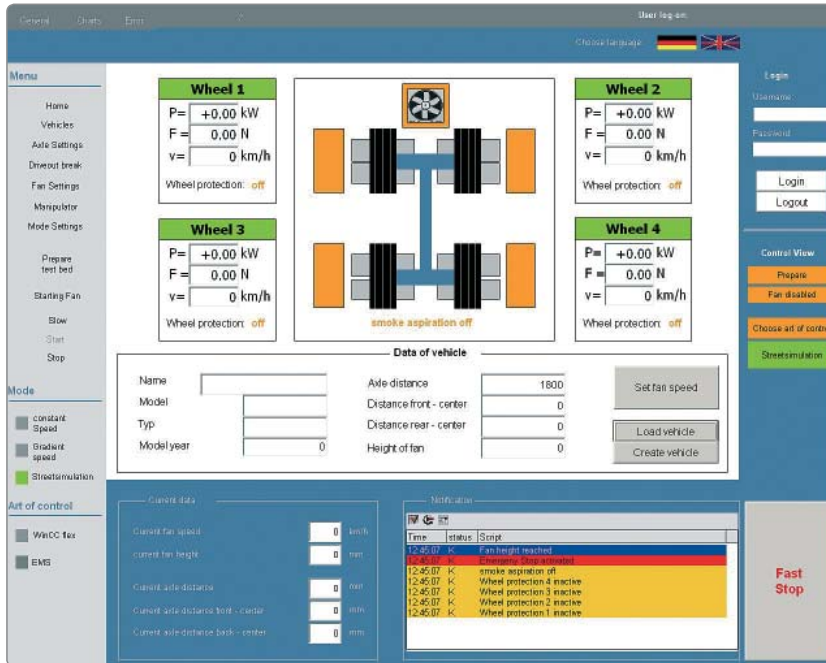 General Charts Error
User log-on:
Choose language:
Menu
Home
Vehicles
Axle Settings
Driveout break
Fan Settings
Manipulator
Mode Settings
Prepare
test bed
Starting Fan
Slow
Start
Stop
Mode
constant
Speed
Gradient
speed
Streetsimulation
Art of control
WinCC flex
EMS
Wheel 1
P= +0.00 kW
F = 0.00 N
v= 0 km/h
Wheel protection: off
Wheel 2
P= +0.00 kW
F = 0.00 N
v= 0 km/h
Wheel protection: off
Wheel 3
P= +0.00 kW
F = 0.00 N
v= 0 km/h
Wheel protection: off
Wheel 4
P= +0.00 kW
F = 0.00 N
v= 0 km/h
Wheel protection: off
smoke aspiration off
Data of vehicle
Name
Model
Typ
Model year 0
Axle distance 1800
Distance front - center 0
Distance rear - center 0
Height of fan 0
Set fan speed
Load vehicle
Create vehicle
Current data
Current fan speed 0 km/h
current fan height 0 mm
Current axle distance 0 mm
Current axle distance front - center 0 mm
Current axle distance back - center 0 mm
Notification
Time status Script
12:45:07 K Fan height reached
12:45:07 K Emergeny Stop activated
12:45:07 K smoke aspiration off
12:45:07 K Wheel protection 4 inactive
12:45:07 K Wheel protection 3 inactive
12:45:07 K Wheel protection 2 inactive
12:45:07 K Wheel protection 1 inactive
Login
Username
Password
Login
Logout
Control View
Prepare
Fan disabled
Choose art of contro
Streetsimulation
Fast
Stop